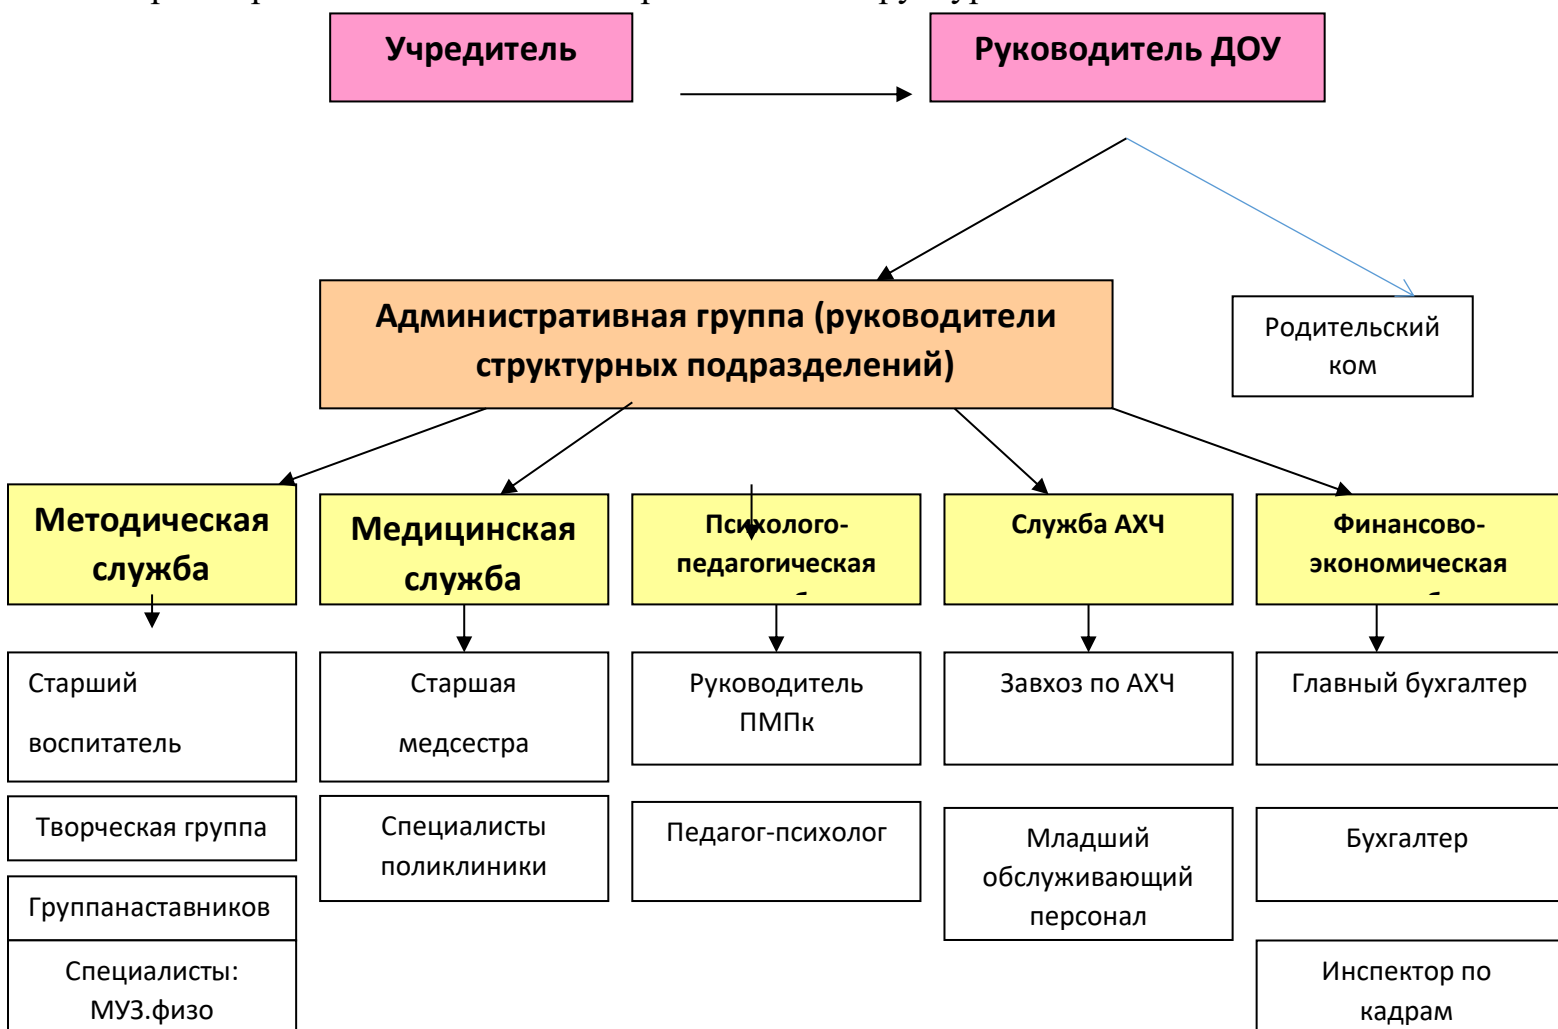 Учредитель
Руководитель ДОУ
Административная группа (руководители
структурных подразделений)
Родительский
ком
Методическая
служба
Медицинская
служба
Психолого-
педагогическая
Служба АХЧ
Финансово-
экономическая
Старший
воспитатель
Старшая
медсестра
Руководитель
ПМПк
Завхоз по АХЧ
Главный бухгалтер
Творческая группа
Специалисты
поликлиники
Педагог-психолог
Младший
обслуживающий
персонал
Бухгалтер
Группанаставников
Специалисты:
МУЗ.физо
Инспектор по
кадрам